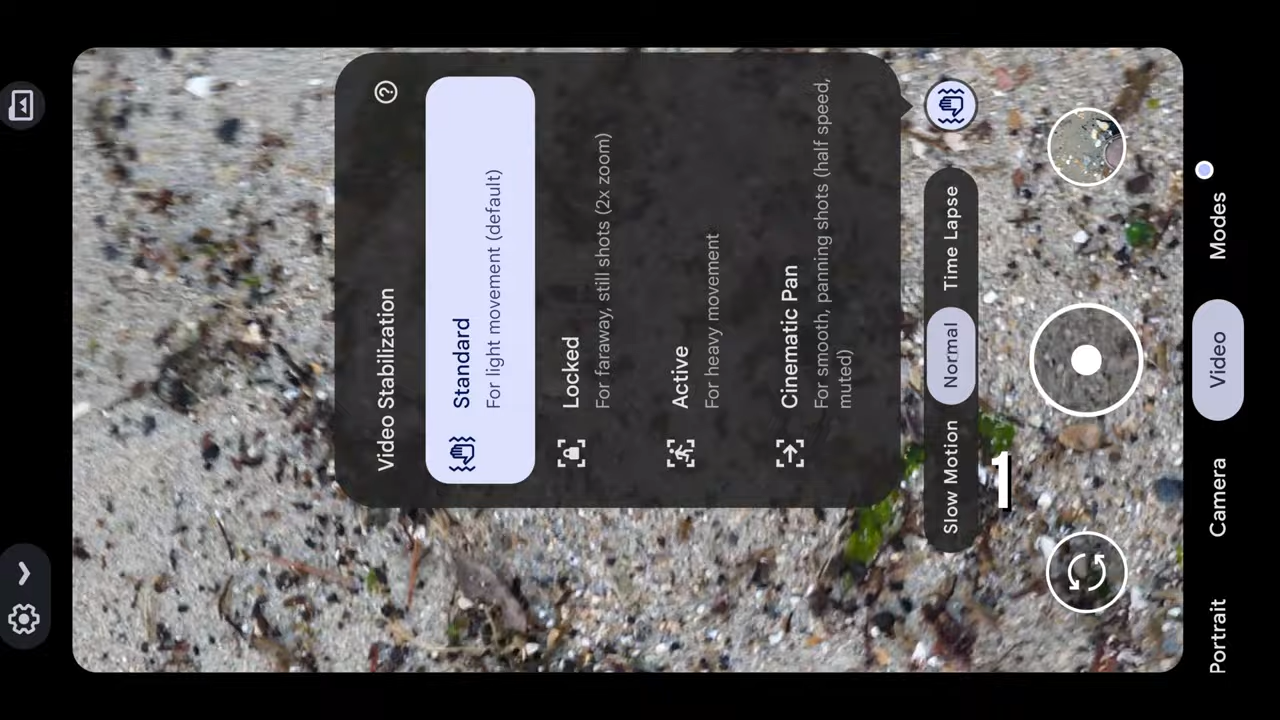 Video Stabilization
Standard
For light movement (default)
Locked
For faraway, still shots (2x zoom)
Active
For heavy movement
Cinematic Pan
For smooth, panning shots (half speed,
muted)
Slow Motion
Normal
Time Lapse
1
Portrait
Camera
Video
Modes